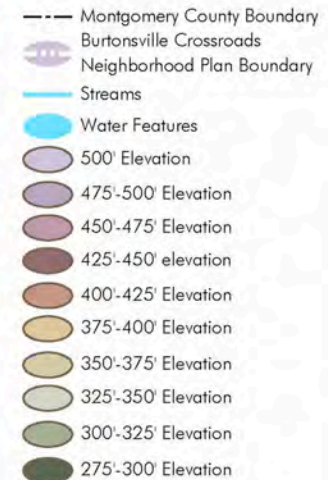 Montgomery County Boundary
Burtonsville Crossroads
Neighborhood Plan Boundary
Streams
Water Features
500' Elevation
475'-500' Elevation
450'-475' Elevation
425'-450' elevation
400'-425' Elevation
375'-400' Elevation
350'-375' Elevation
325'-350' Elevation
300'-325' Elevation
275'-300' Elevation